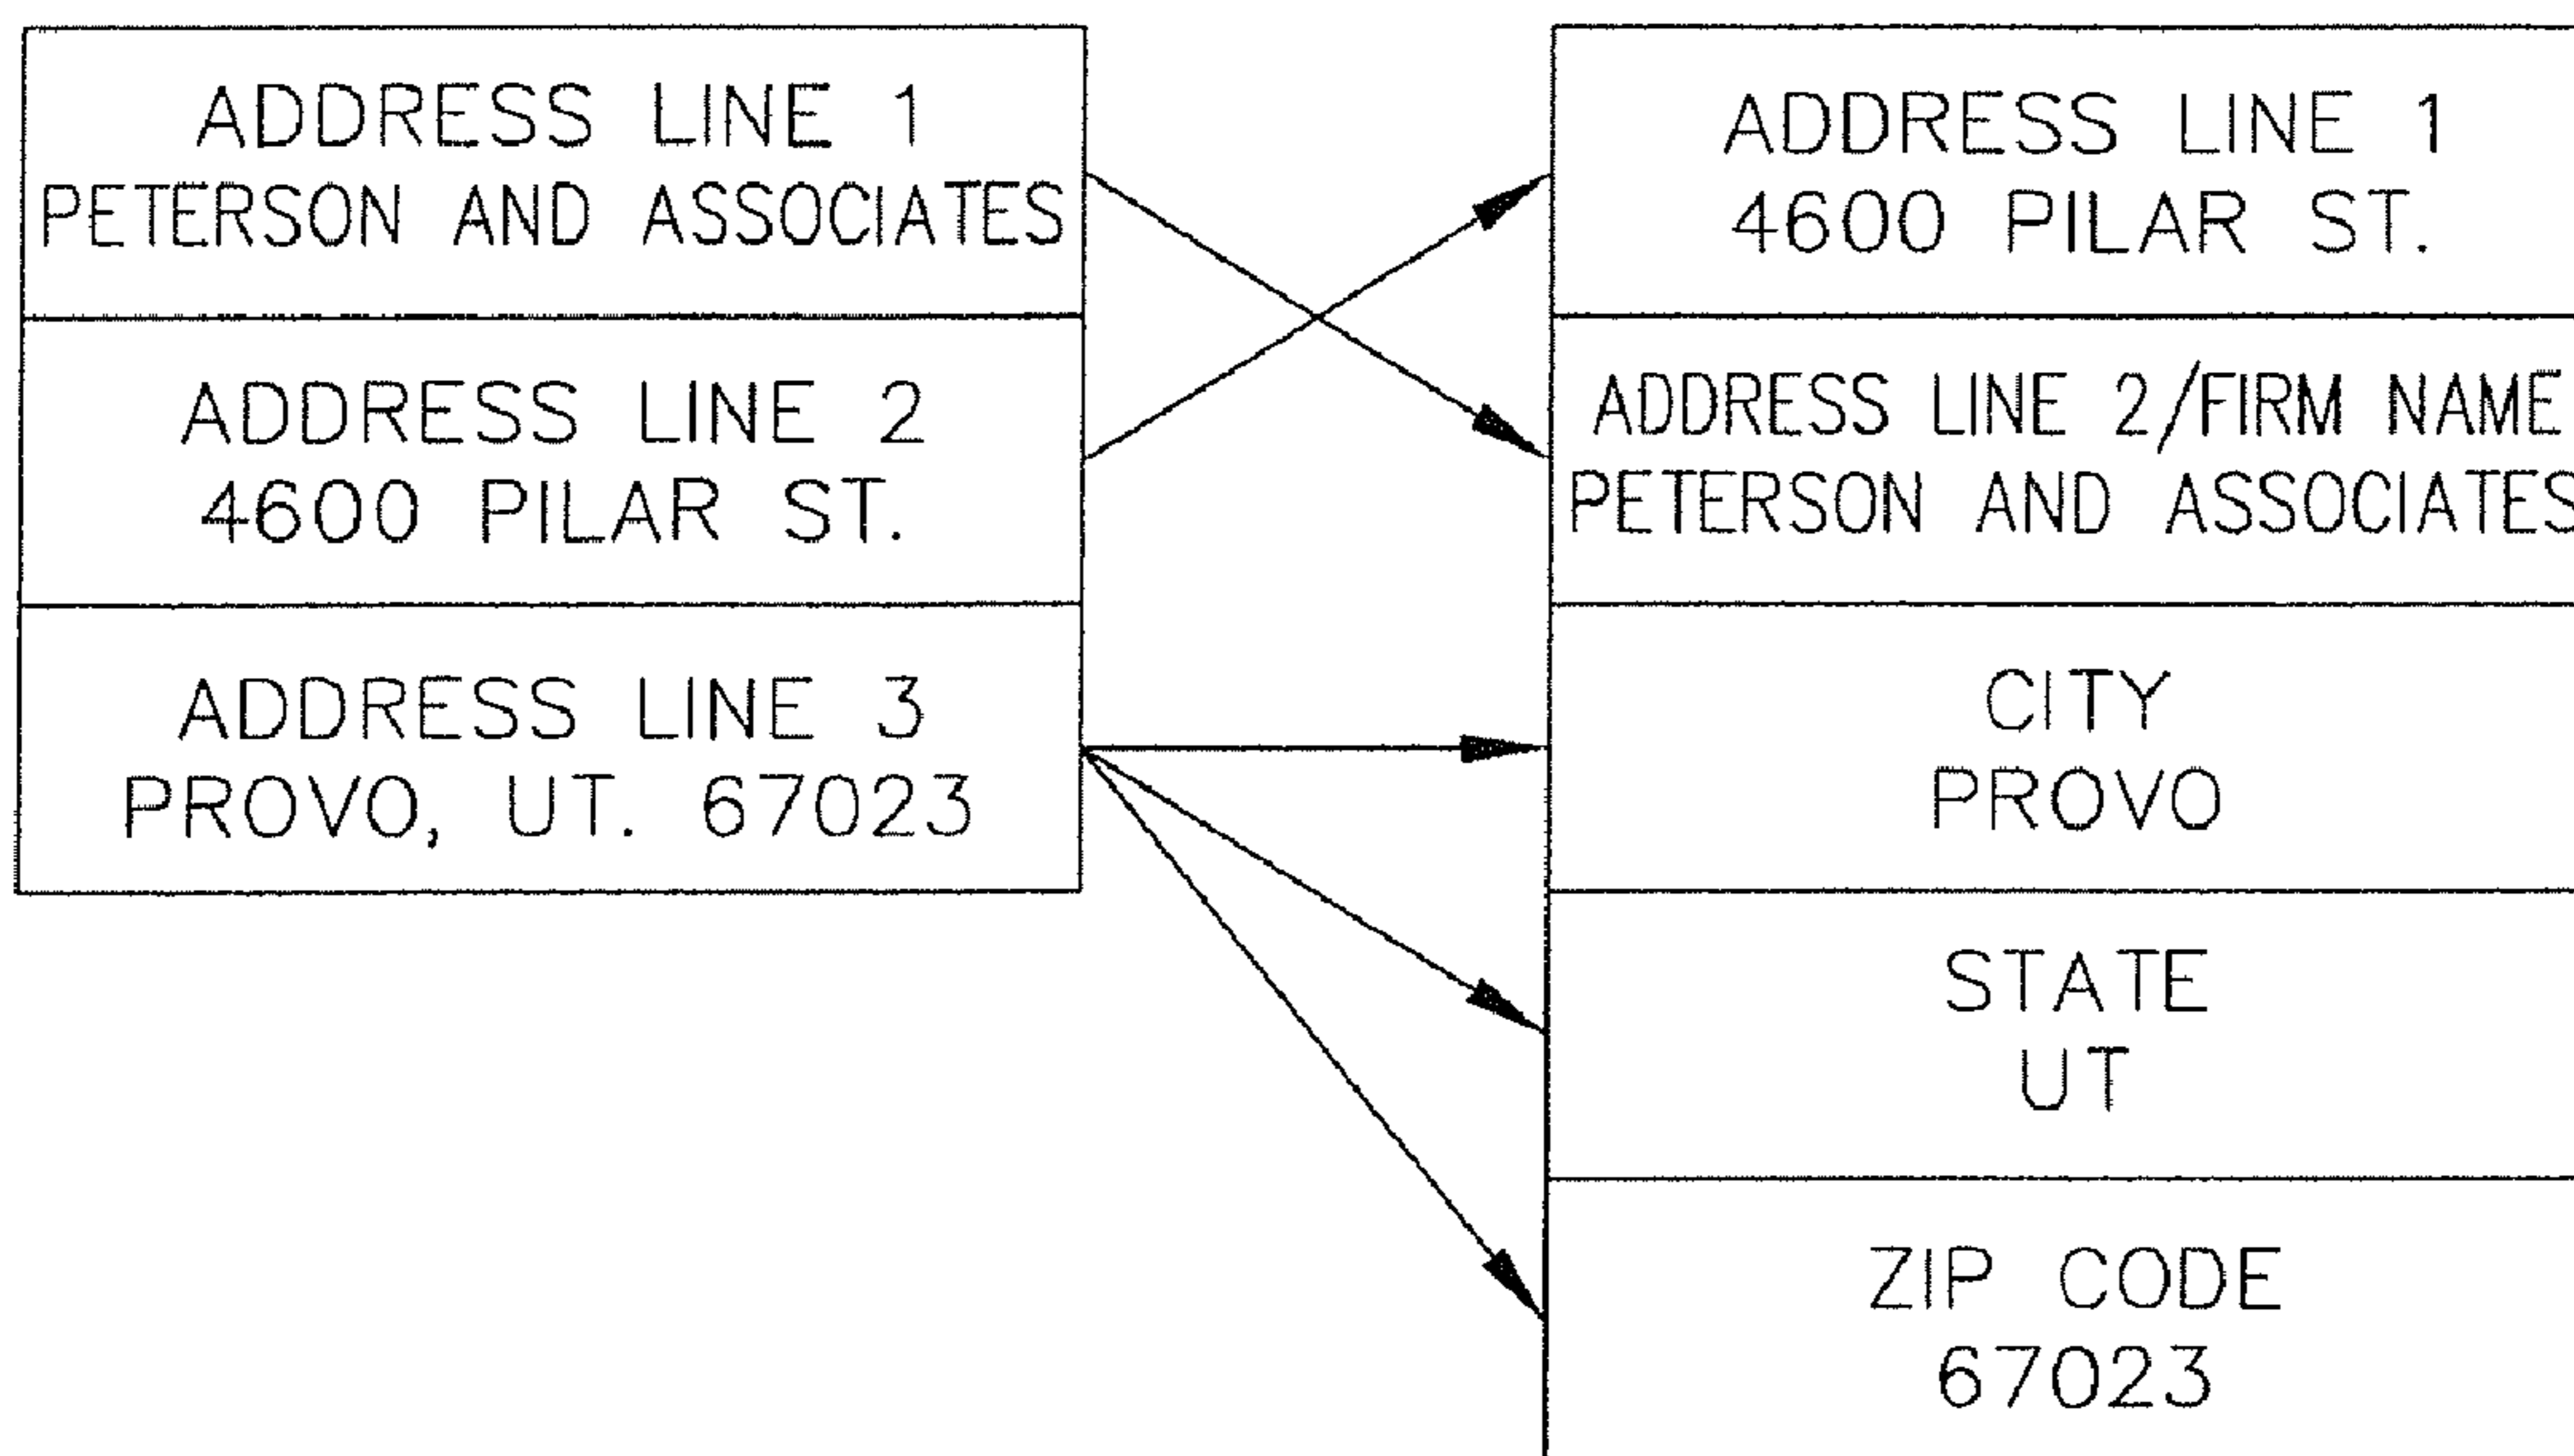 ADDRESS LINE 1
PETERSON AND ASSOCIATES
ADDRESS LINE 2
4600 PILAR ST.
ADDRESS LINE 3
PROVO, UT. 67023
ADDRESS LINE 1
4600 PILAR ST.
ADDRESS LINE 2/FIRM NAME
PETERSON AND ASSOCIATES
CITY
PROVO
STATE
UT
ZIP CODE
67023